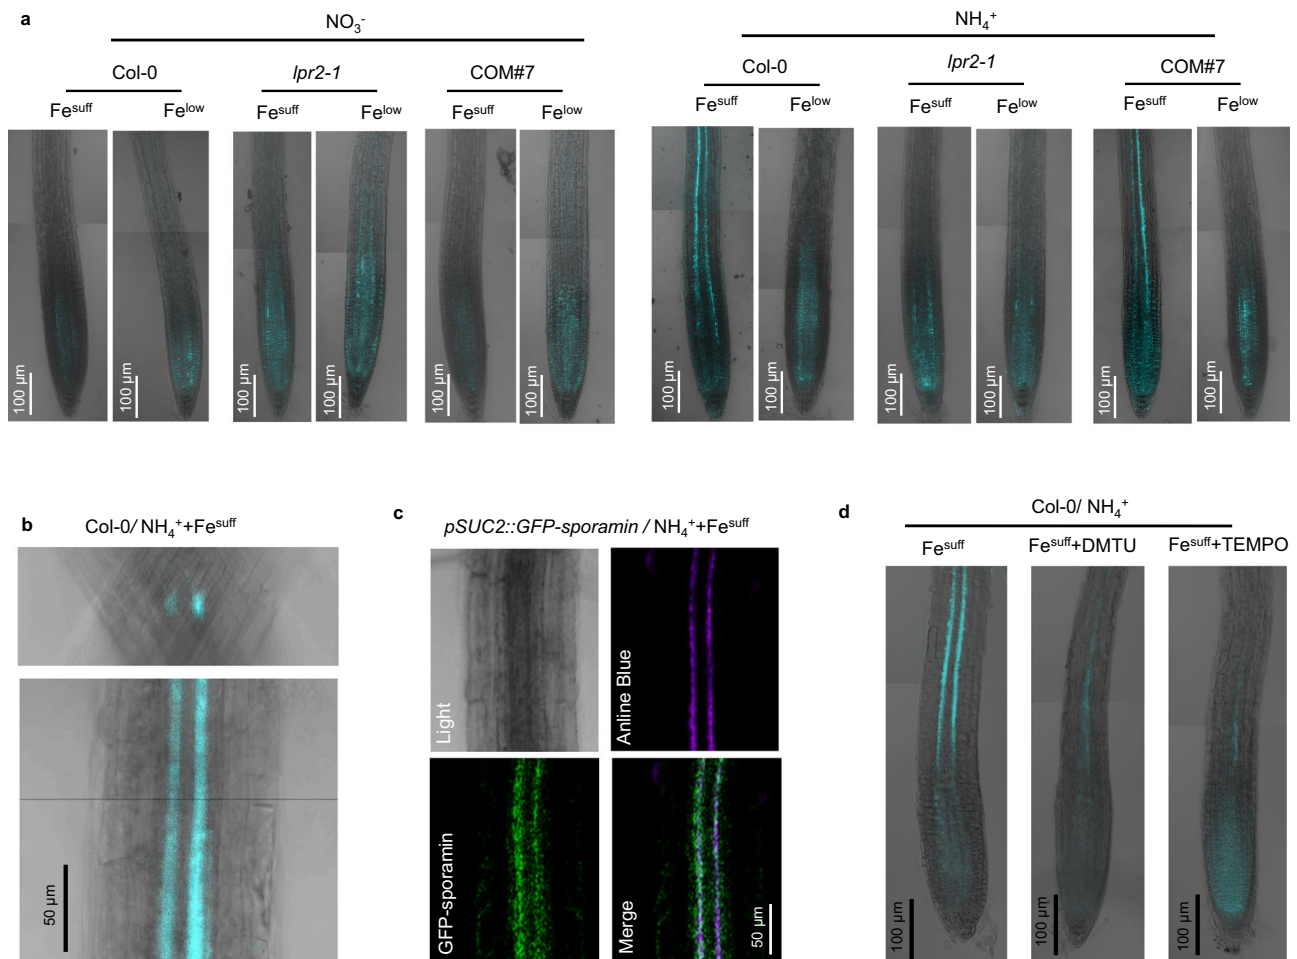 a
NO₃⁻
NH₄⁺
Col-0
lpr2-1
COM#7
Col-0
lpr2-1
COM#7
Feˢᵘᶠᶠ
Feˡᵒʷ
Feˢᵘᶠᶠ
Feˡᵒʷ
Feˢᵘᶠᶠ
Feˡᵒʷ
Feˢᵘᶠᶠ
Feˡᵒʷ
Feˢᵘᶠᶠ
Feˡᵒʷ
Feˢᵘᶠᶠ
Feˡᵒʷ
100 µm
100 µm
100 µm
100 µm
100 µm
100 µm
100 µm
100 µm
100 µm
100 µm
100 µm
100 µm
b
Col-0/ NH₄⁺+Feˢᵘᶠᶠ
50 µm
c
pSUC2::GFP-sporamin / NH₄⁺+Feˢᵘᶠᶠ
Light
Anline Blue
GFP-sporamin
Merge
50 µm
d
Col-0/ NH₄⁺
Feˢᵘᶠᶠ
Feˢᵘᶠᶠ+DMTU
Feˢᵘᶠᶠ+TEMPO
100 µm
100 µm
100 µm